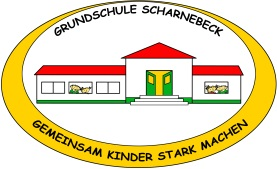 GRUNDSCHULE SCHARNEBECK
GEMEINSAM KINDER STARK MACHEN